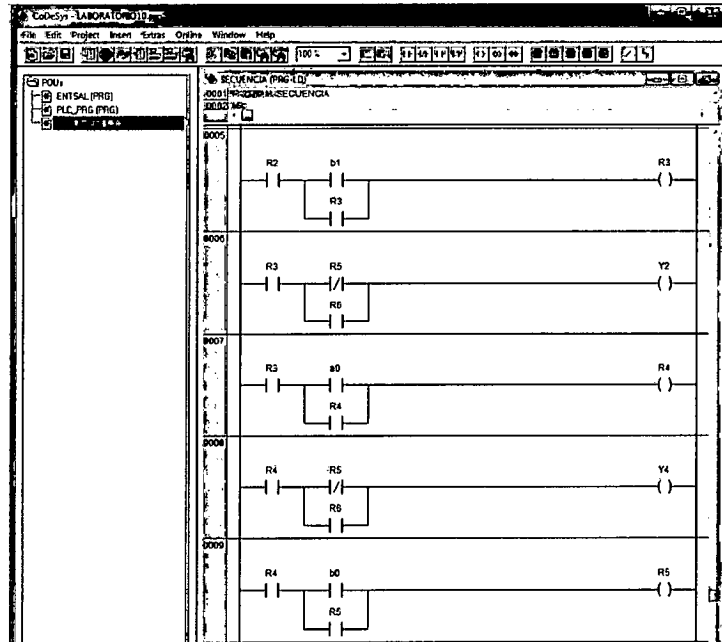 CoDeSys - LABORATORIO10
File Edit Project Insert Extras Online Window Help
100 %
POUs
ENTSAL (PRG)
PLC_PRG (PRG)
SECUENCIA (PRG-LD)
0001 SECUENCIA
0002
0005
R2 b1 R3
R3
0006
R3 R5 Y2
R6
0007
R3 a0 R4
R4
0008
R4 R5 Y4
R6
0009
R4 b0 R5
R5